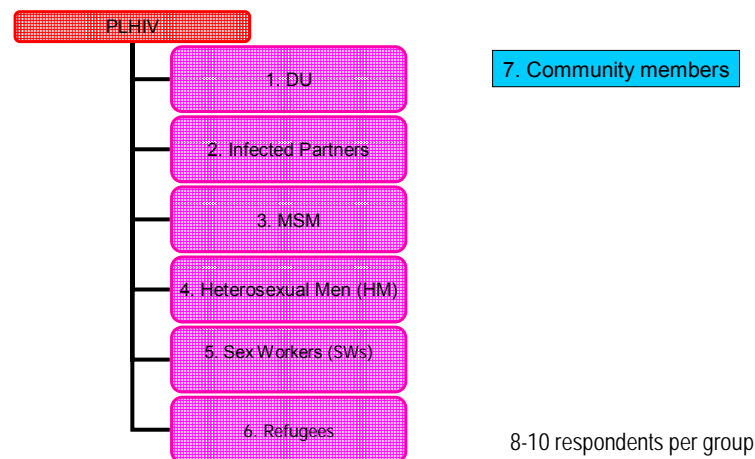 PLHIV
1. DU
2. Infected Partners
3. MSM
4. Heterosexual Men (HM)
5. Sex Workers (SWs)
6. Refugees
7. Community members
8-10 respondents per group